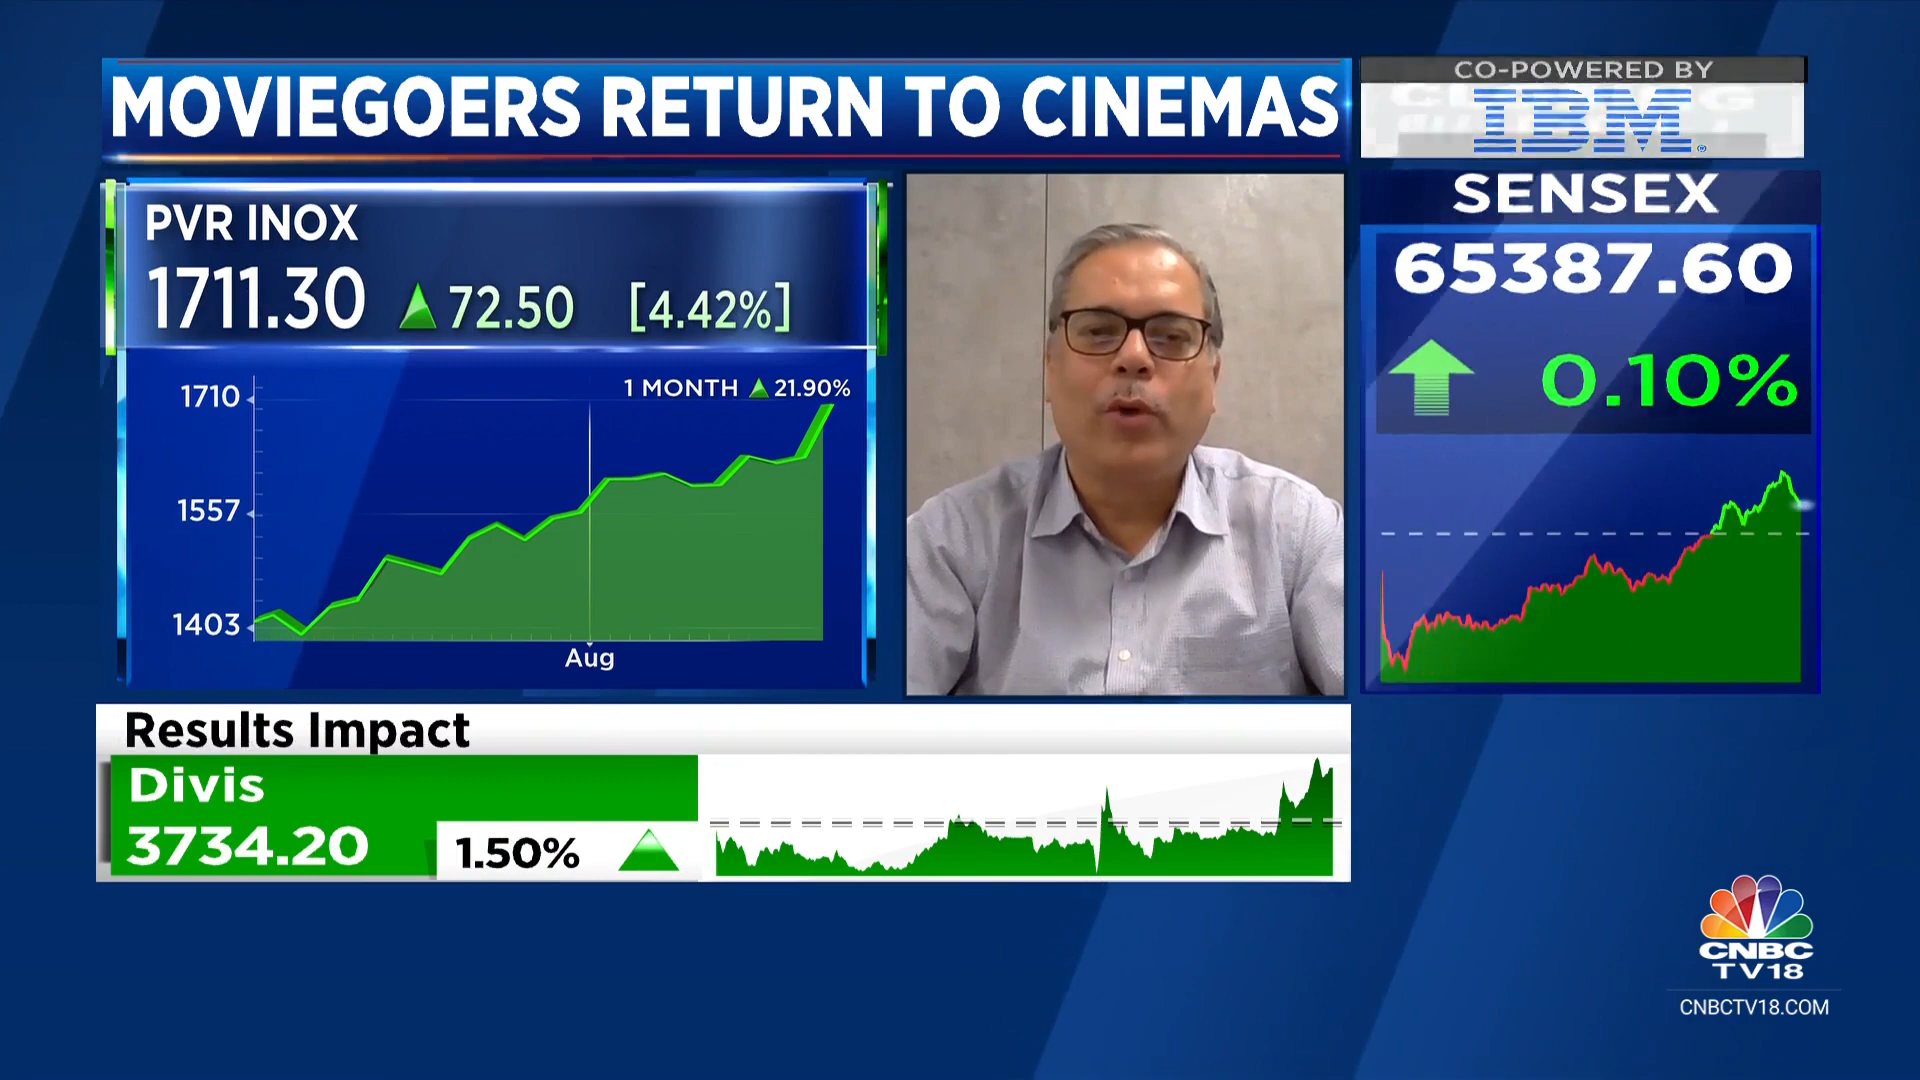 MOVIEGOERS RETURN TO CINEMAS
CO-POWERED BY
IBM
PVR INOX
1711.30 72.50 [4.42%]
1 MONTH 21.90%
1710
1557
1403
Aug
SENSEX
65387.60
0.10%
Results Impact
Divis
3734.20
1.50%
CNBC
TV18
CNBCTV18.COM